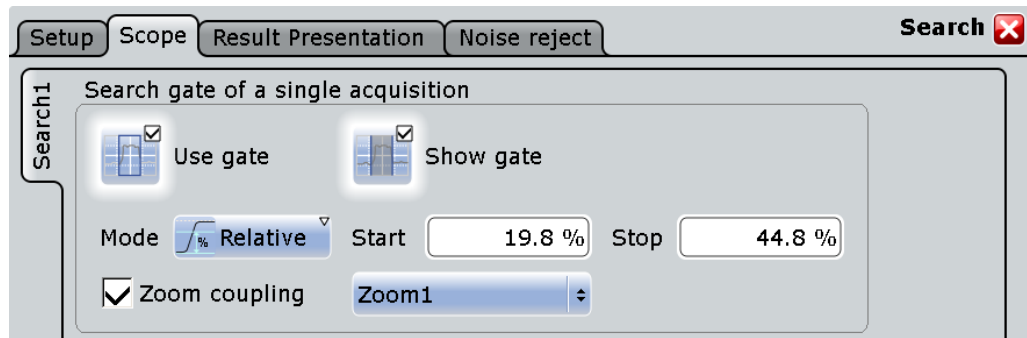 Setup Scope Result Presentation Noise reject Search
Search1
Search gate of a single acquisition
Use gate Show gate
Mode % Relative Start 19.8 % Stop 44.8 %
Zoom coupling Zoom1